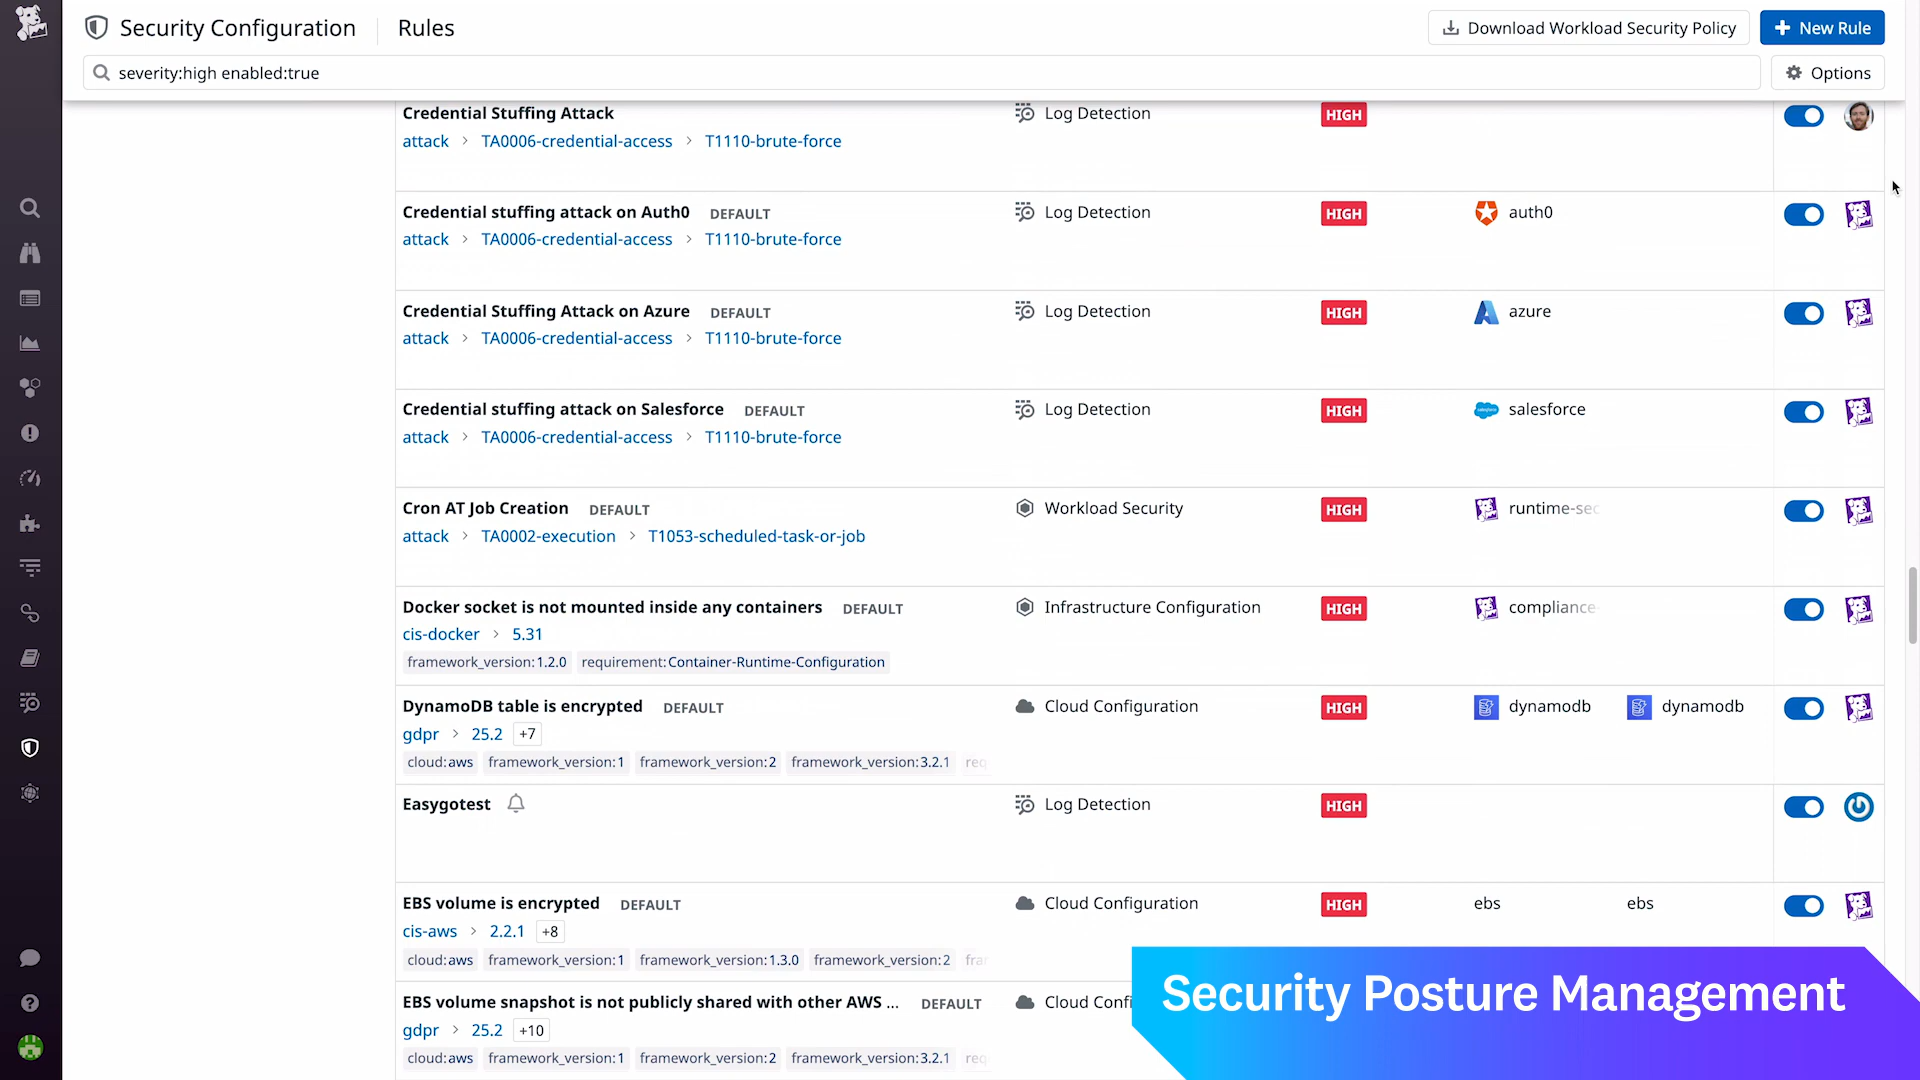 Security Configuration Rules Download Workload Security Policy New Rule
severity:high enabled:true Options
Credential Stuffing Attack Log Detection HIGH
attack > TA0006-credential-access > T1110-brute-force
Credential stuffing attack on Auth0 DEFAULT Log Detection HIGH auth0
attack > TA0006-credential-access > T1110-brute-force
Credential Stuffing Attack on Azure DEFAULT Log Detection HIGH azure
attack > TA0006-credential-access > T1110-brute-force
Credential stuffing attack on Salesforce DEFAULT Log Detection HIGH salesforce
attack > TA0006-credential-access > T1110-brute-force
Cron AT Job Creation DEFAULT Workload Security HIGH runtime-sec
attack > TA0002-execution > T1053-scheduled-task-or-job
Docker socket is not mounted inside any containers DEFAULT Infrastructure Configuration HIGH compliance-
cis-docker > 5.31
framework_version:1.2.0 requirement:Container-Runtime-Configuration
DynamoDB table is encrypted DEFAULT Cloud Configuration HIGH dynamodb dynamodb
gdpr > 25.2 +7
cloud:aws framework_version:1 framework_version:2 framework_version:3.2.1 req
Easygotest Log Detection HIGH
EBS volume is encrypted DEFAULT Cloud Configuration HIGH ebs ebs
cis-aws > 2.2.1 +8
cloud:aws framework_version:1 framework_version:1.3.0 framework_version:2 fra
EBS volume snapshot is not publicly shared with other AWS ... DEFAULT Cloud Confi
gdpr > 25.2 +10
cloud:aws framework_version:1 framework_version:2 framework_version:3.2.1 req
Security Posture Management